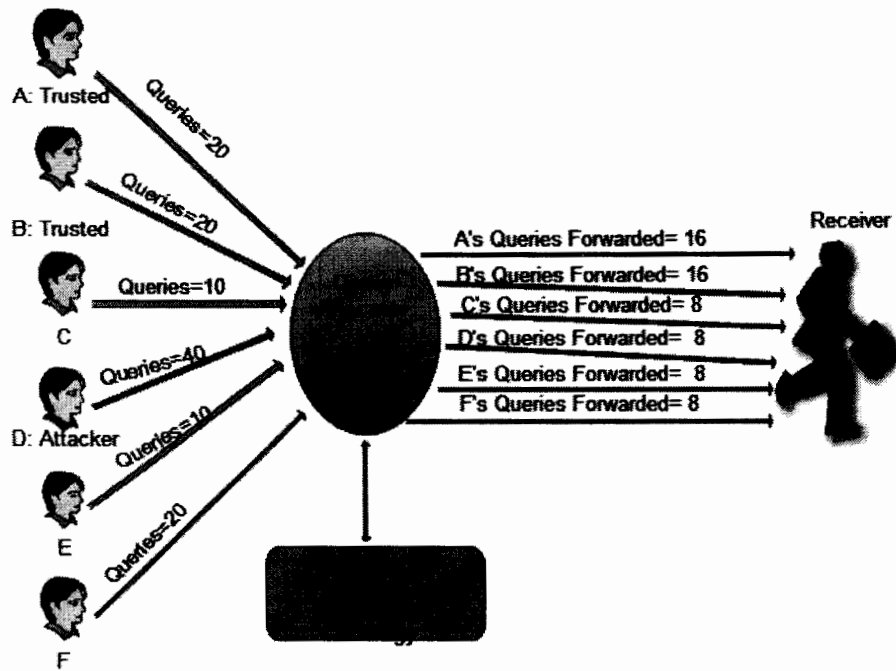 Queries=20
A: Trusted
Queries=20
B: Trusted
Queries=10
C
Queries=40
D: Attacker
Queries=10
E
Queries=20
F
A's Queries Forwarded= 16
B's Queries Forwarded= 16
C's Queries Forwarded= 8
D's Queries Forwarded= 8
E's Queries Forwarded= 8
F's Queries Forwarded= 8
Receiver